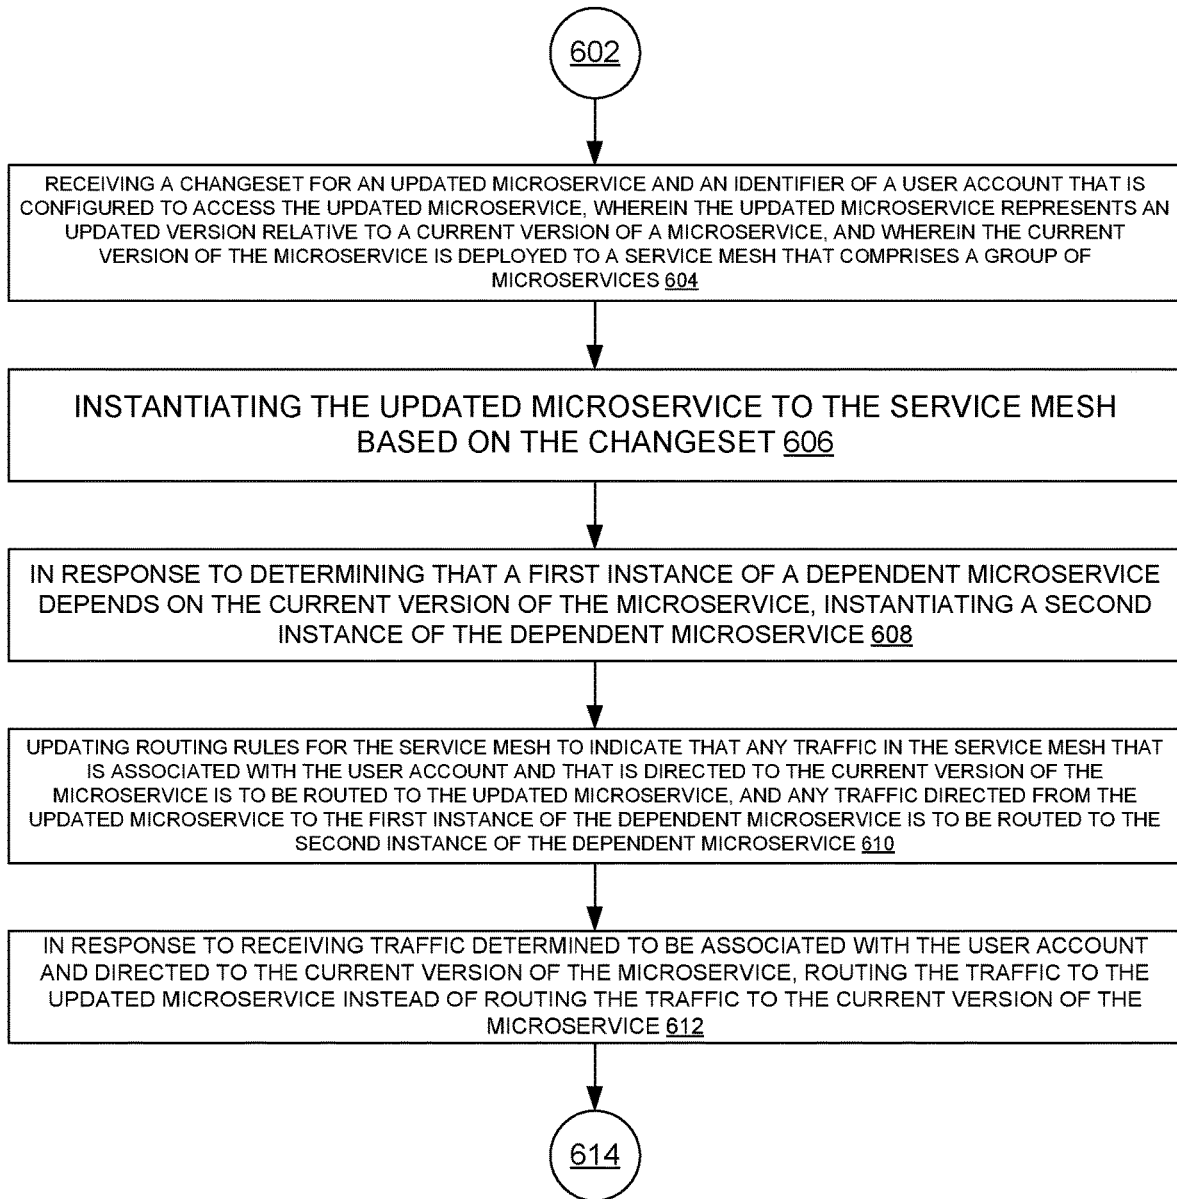 602
RECEIVING A CHANGESET FOR AN UPDATED MICROSERVICE AND AN IDENTIFIER OF A USER ACCOUNT THAT IS
CONFIGURED TO ACCESS THE UPDATED MICROSERVICE, WHEREIN THE UPDATED MICROSERVICE REPRESENTS AN
UPDATED VERSION RELATIVE TO A CURRENT VERSION OF A MICROSERVICE, AND WHEREIN THE CURRENT
VERSION OF THE MICROSERVICE IS DEPLOYED TO A SERVICE MESH THAT COMPRISES A GROUP OF
MICROSERVICES 604
INSTANTIATING THE UPDATED MICROSERVICE TO THE SERVICE MESH
BASED ON THE CHANGESET 606
IN RESPONSE TO DETERMINING THAT A FIRST INSTANCE OF A DEPENDENT MICROSERVICE
DEPENDS ON THE CURRENT VERSION OF THE MICROSERVICE, INSTANTIATING A SECOND
INSTANCE OF THE DEPENDENT MICROSERVICE 608
UPDATING ROUTING RULES FOR THE SERVICE MESH TO INDICATE THAT ANY TRAFFIC IN THE SERVICE MESH THAT
IS ASSOCIATED WITH THE USER ACCOUNT AND THAT IS DIRECTED TO THE CURRENT VERSION OF THE
MICROSERVICE IS TO BE ROUTED TO THE UPDATED MICROSERVICE, AND ANY TRAFFIC DIRECTED FROM THE
UPDATED MICROSERVICE TO THE FIRST INSTANCE OF THE DEPENDENT MICROSERVICE IS TO BE ROUTED TO THE
SECOND INSTANCE OF THE DEPENDENT MICROSERVICE 610
IN RESPONSE TO RECEIVING TRAFFIC DETERMINED TO BE ASSOCIATED WITH THE USER ACCOUNT
AND DIRECTED TO THE CURRENT VERSION OF THE MICROSERVICE, ROUTING THE TRAFFIC TO THE
UPDATED MICROSERVICE INSTEAD OF ROUTING THE TRAFFIC TO THE CURRENT VERSION OF THE
MICROSERVICE 612
614